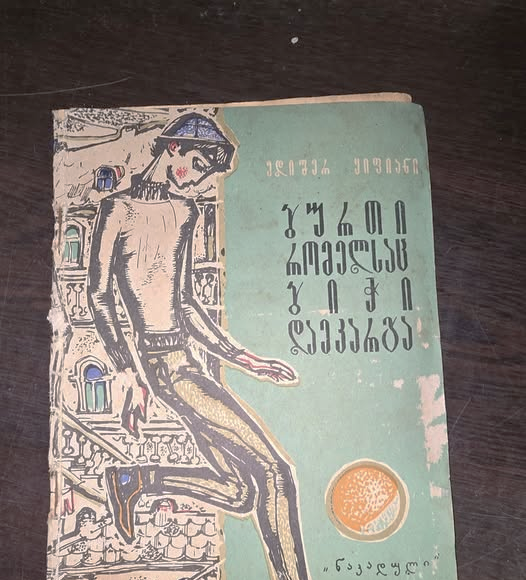 ედიშერ ყიფიანი
ბურთი
რომელსაც
ბიჭი
დაეკარგა
„ნაკადული“